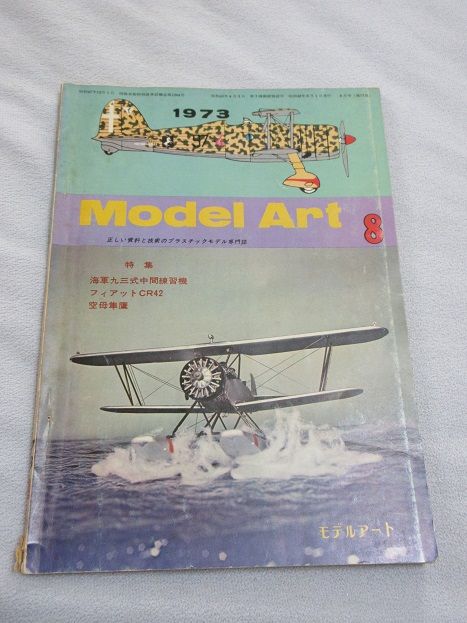 1973
Model Art
8
正しい資料と技術のプラスチックモデル専門誌
特集
海軍九三式中間練習機
フィアットCR42
空母隼鷹
モデルアート